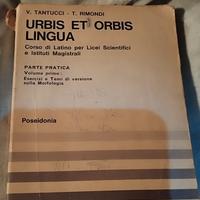 V. TANTUCCI - T. RIMONDI
URBIS ET ORBIS
LINGUA
Corso di Latino per Licei Scientifici
e Istituti Magistrali
PARTE PRATICA
Volume primo:
Esercizi e Temi di versione
sulla Morfologia
Poseidonia